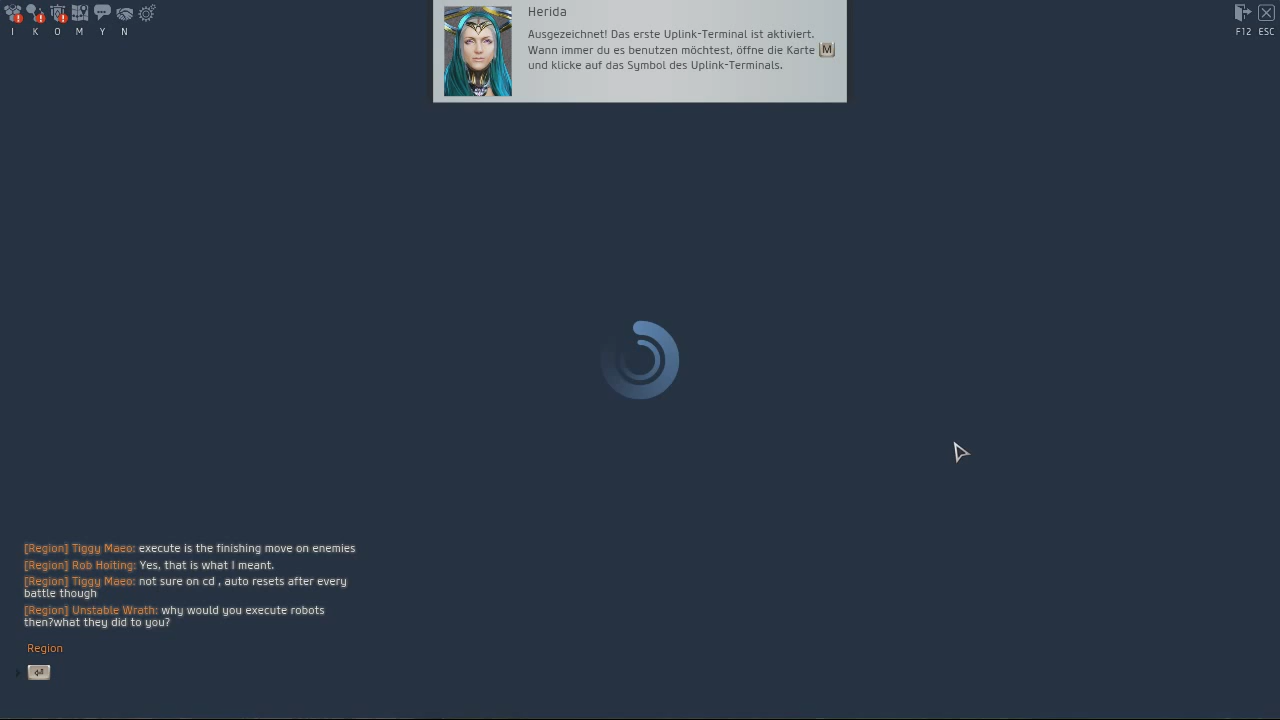 I K O M Y N
F12 ESC
Herida
Ausgezeichnet! Das erste Uplink-Terminal ist aktiviert.
Wann immer du es benutzen möchtest, öffne die Karte M
und klicke auf das Symbol des Uplink-Terminals.
[Region] Tiggy Maeo: execute is the finishing move on enemies
[Region] Rob Hoiting: Yes, that is what I meant.
[Region] Tiggy Maeo: not sure on cd , auto resets after every
battle though
[Region] Unstable Wrath: why would you execute robots
then?what they did to you?
Region